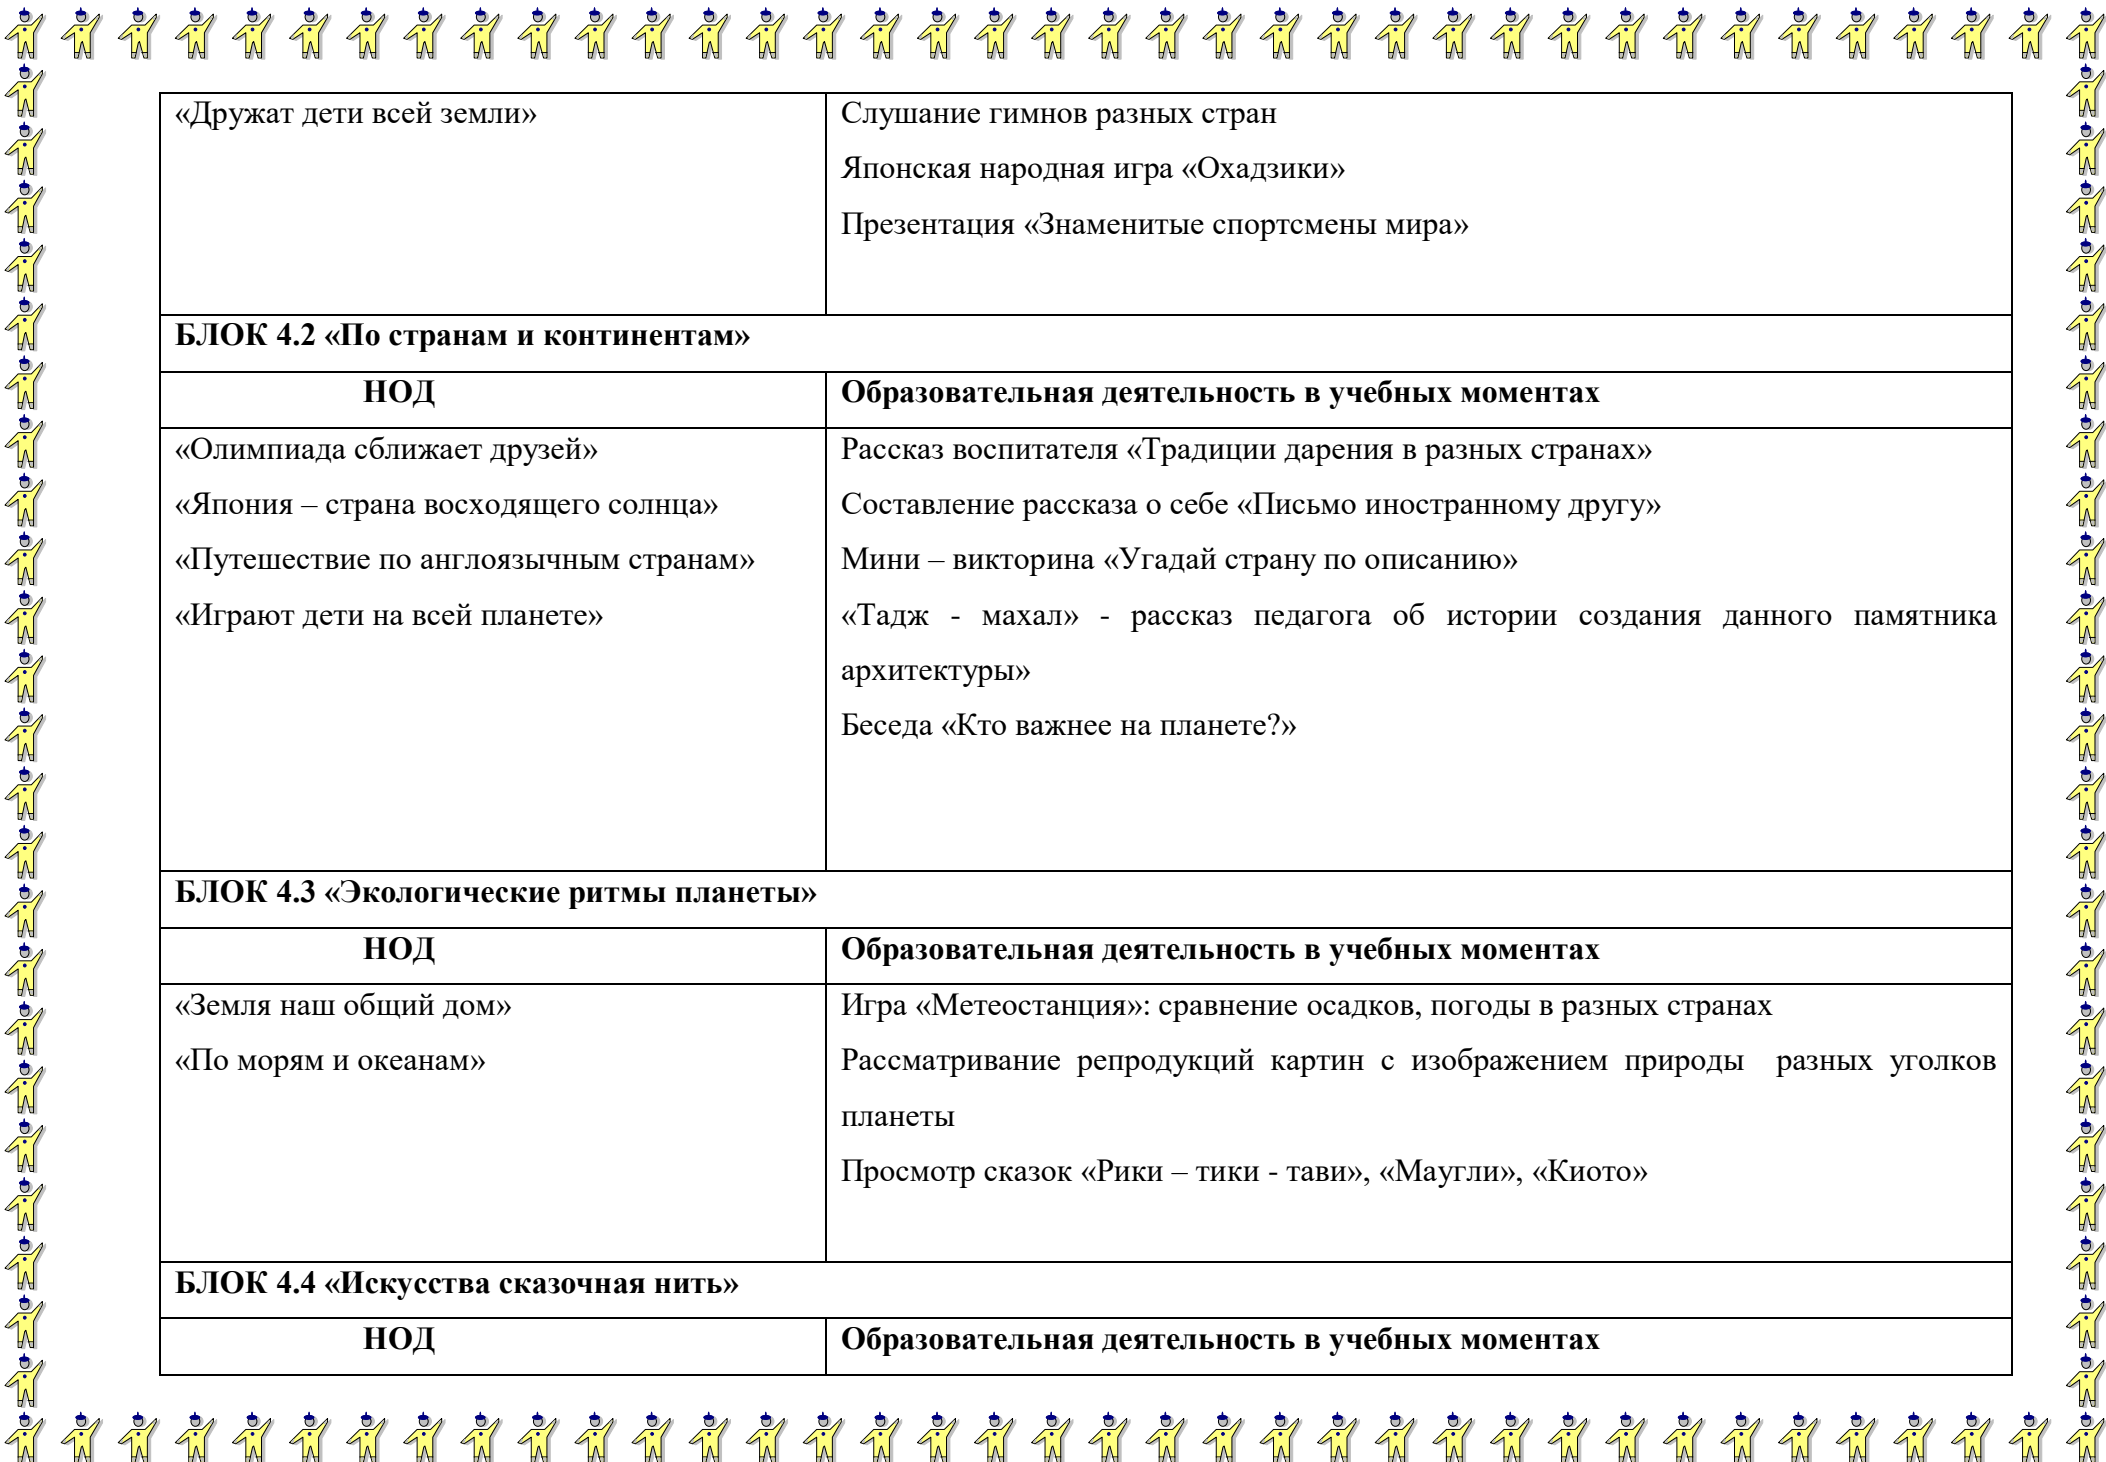 «Дружат дети всей земли»
Слушание гимнов разных стран
Японская народная игра «Охадзики»
Презентация «Знаменитые спортсмены мира»
БЛОК 4.2 «По странам и континентам»
НОД
Образовательная деятельность в учебных моментах
«Олимпиада сближает друзей»
«Япония – страна восходящего солнца»
«Путешествие по англоязычным странам»
«Играют дети на всей планете»
Рассказ воспитателя «Традиции дарения в разных странах»
Составление рассказа о себе «Письмо иностранному другу»
Мини – викторина «Угадай страну по описанию»
«Тадж - махал» - рассказ педагога об истории создания данного памятника
архитектуры»
Беседа «Кто важнее на планете?»
БЛОК 4.3 «Экологические ритмы планеты»
НОД
Образовательная деятельность в учебных моментах
«Земля наш общий дом»
«По морям и океанам»
Игра «Метеостанция»: сравнение осадков, погоды в разных странах
Рассматривание репродукций картин с изображением природы разных уголков
планеты
Просмотр сказок «Рики – тики - тави», «Маугли», «Киото»
БЛОК 4.4 «Искусства сказочная нить»
НОД
Образовательная деятельность в учебных моментах